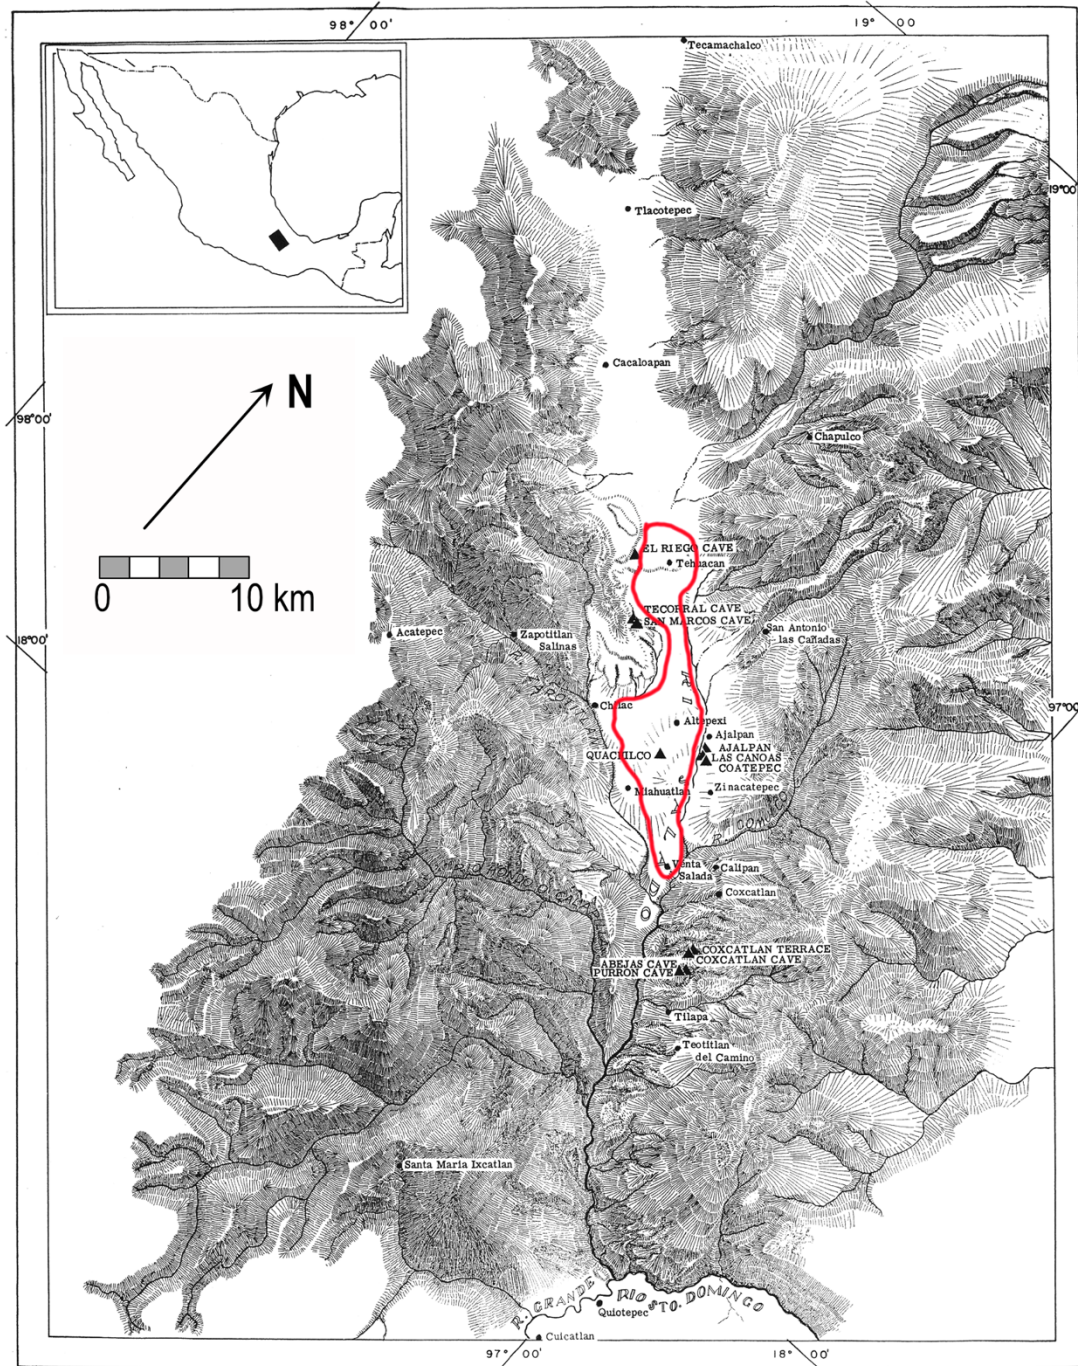 98° 00'
19° 00
Tecamachalco
19°00
Tlacotepec
Cacaloapan
N
98°00'
Chapulco
EL RIEGO CAVE
Tehuacan
0 10 km
TECORRAL CAVE
SAN MARCOS CAVE
San Antonio
las Cañadas
Acatepec
Zapotitlan
Salinas
18°00'
Chilac
97°00
Altepexi
Ajalpan
AJALPAN
QUACHILCO
LAS CANOAS
COATEPEC
Miahuatlan
Zinacatepec
RIO HONDO
Venta
Salada
Calipan
Coxcatlan
COXCATLAN TERRACE
COXCATLAN CAVE
ABEJAS CAVE
PURRON CAVE
Tilapa
Teotitlan
del Camino
Santa Maria Ixcatlan
R. GRANDE
RIO STO. DOMINGO
Quiotepec
Cuicatlan
97° 00'
18° 00'